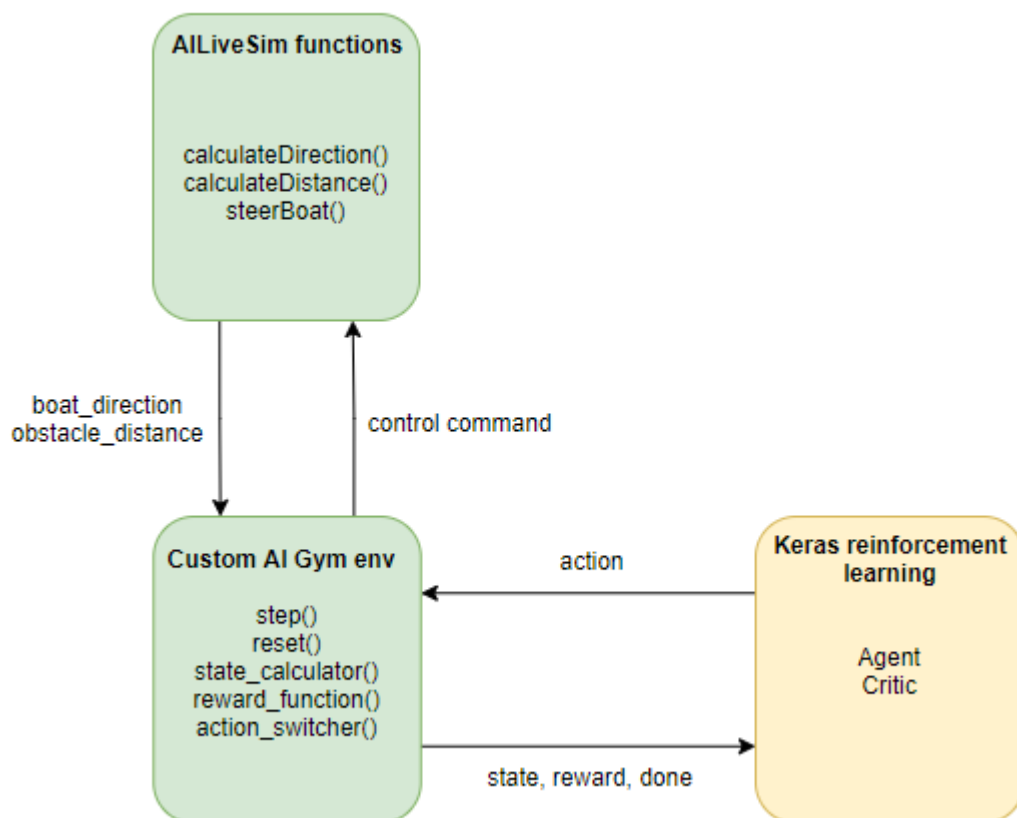 AILiveSim functions
calculateDirection()
calculateDistance()
steerBoat()
boat_direction
obstacle_distance
control command
Custom AI Gym env
step()
reset()
state_calculator()
reward_function()
action_switcher()
action
state, reward, done
Keras reinforcement
learning
Agent
Critic